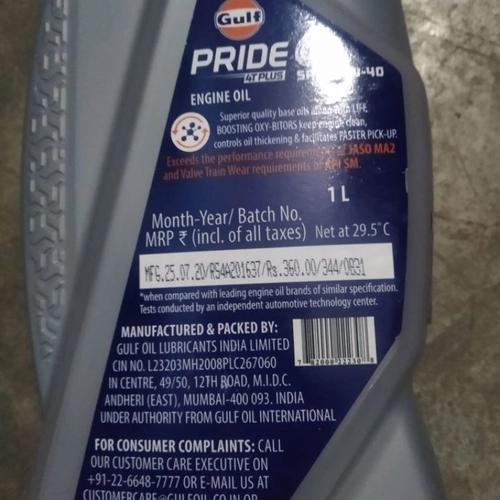 Gulf
PRIDE
4T PLUS -40
ENGINE OIL
Superior quality base oils along with LIFE
BOOSTING OXY-BITORS keep engine clean,
controls oil thickening & facilitates FASTER PICK-UP.
Exceeds the performance requirements of JASO MA2
and Valve Train Wear requirements of API SM.
1 L
Month-Year/ Batch No.
MRP ₹ (incl. of all taxes) Net at 29.5°C
MFG.25.07.20/RS4A201637/Rs.360.00/344/0831
*when compared with leading engine oil brands of similar specification.
Tests conducted by an independent automotive technology center.
MANUFACTURED & PACKED BY:
GULF OIL LUBRICANTS INDIA LIMITED
CIN NO. L23203MH2008PLC267060
IN CENTRE, 49/50, 12TH ROAD, M.I.D.C.
ANDHERI (EAST), MUMBAI-400 093. INDIA
UNDER AUTHORITY FROM GULF OIL INTERNATIONAL
FOR CONSUMER COMPLAINTS: CALL
OUR CUSTOMER CARE EXECUTIVE ON
+91-22-6648-7777 OR E-MAIL US AT